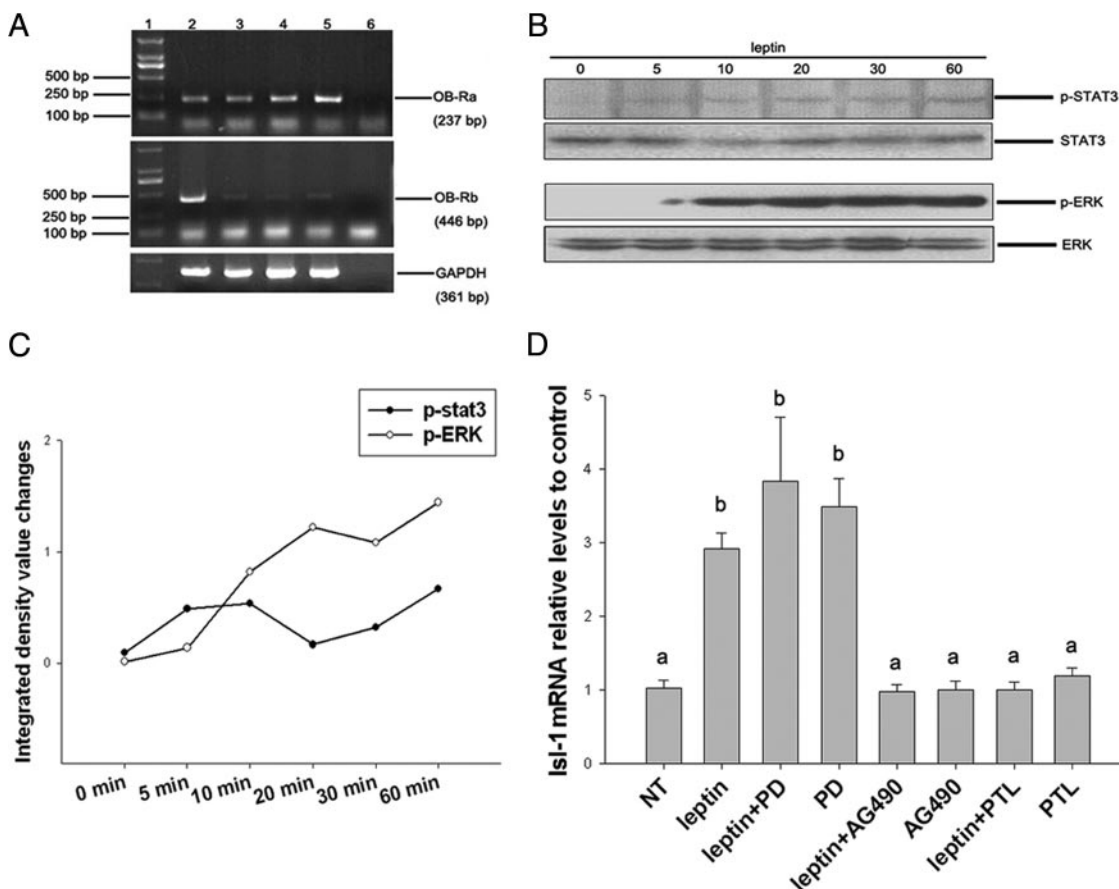 A
1 2 3 4 5 6
500 bp
250 bp
100 bp
OB-Ra
(237 bp)
500 bp
250 bp
100 bp
OB-Rb
(446 bp)
GAPDH
(361 bp)
B
leptin
0 5 10 20 30 60
p-STAT3
STAT3
p-ERK
ERK
C
p-stat3
p-ERK
Integrated density value changes
2
1
0
0 min 5 min 10 min 20 min 30 min 60 min
D
Isl-1 mRNA relative levels to control
5
4
3
2
1
0
a b b b a a a a
NT leptin leptin+PD PD leptin+AG490 AG490 leptin+PTL PTL